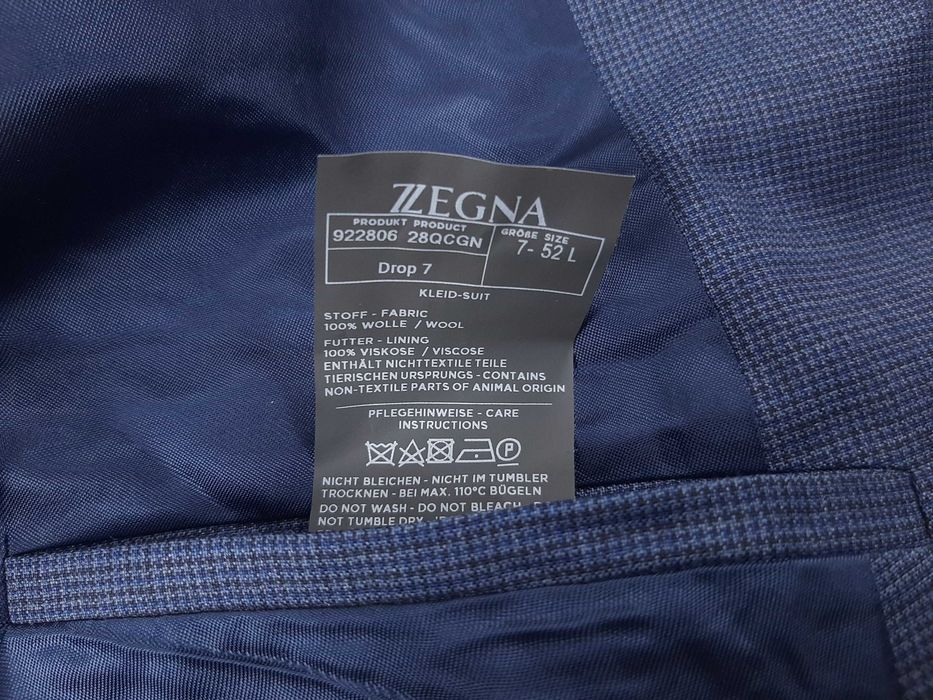 ZZEGNA
PRODUKT PRODUCT
922806 28QCGN
GRÖßE SIZE
7- 52 L
Drop 7
KLEID-SUIT
STOFF - FABRIC
100% WOLLE / WOOL
FUTTER - LINING
100% VISKOSE / VISCOSE
ENTHÄLT NICHTTEXTILE TEILE
TIERISCHEN URSPRUNGS - CONTAINS
NON-TEXTILE PARTS OF ANIMAL ORIGIN
PFLEGEHINWEISE - CARE
INSTRUCTIONS
P
NICHT BLEICHEN - NICHT IM TUMBLER
TROCKNEN - BEI MAX. 110°C BÜGELN
DO NOT WASH - DO NOT BLEACH
NOT TUMBLE DRY